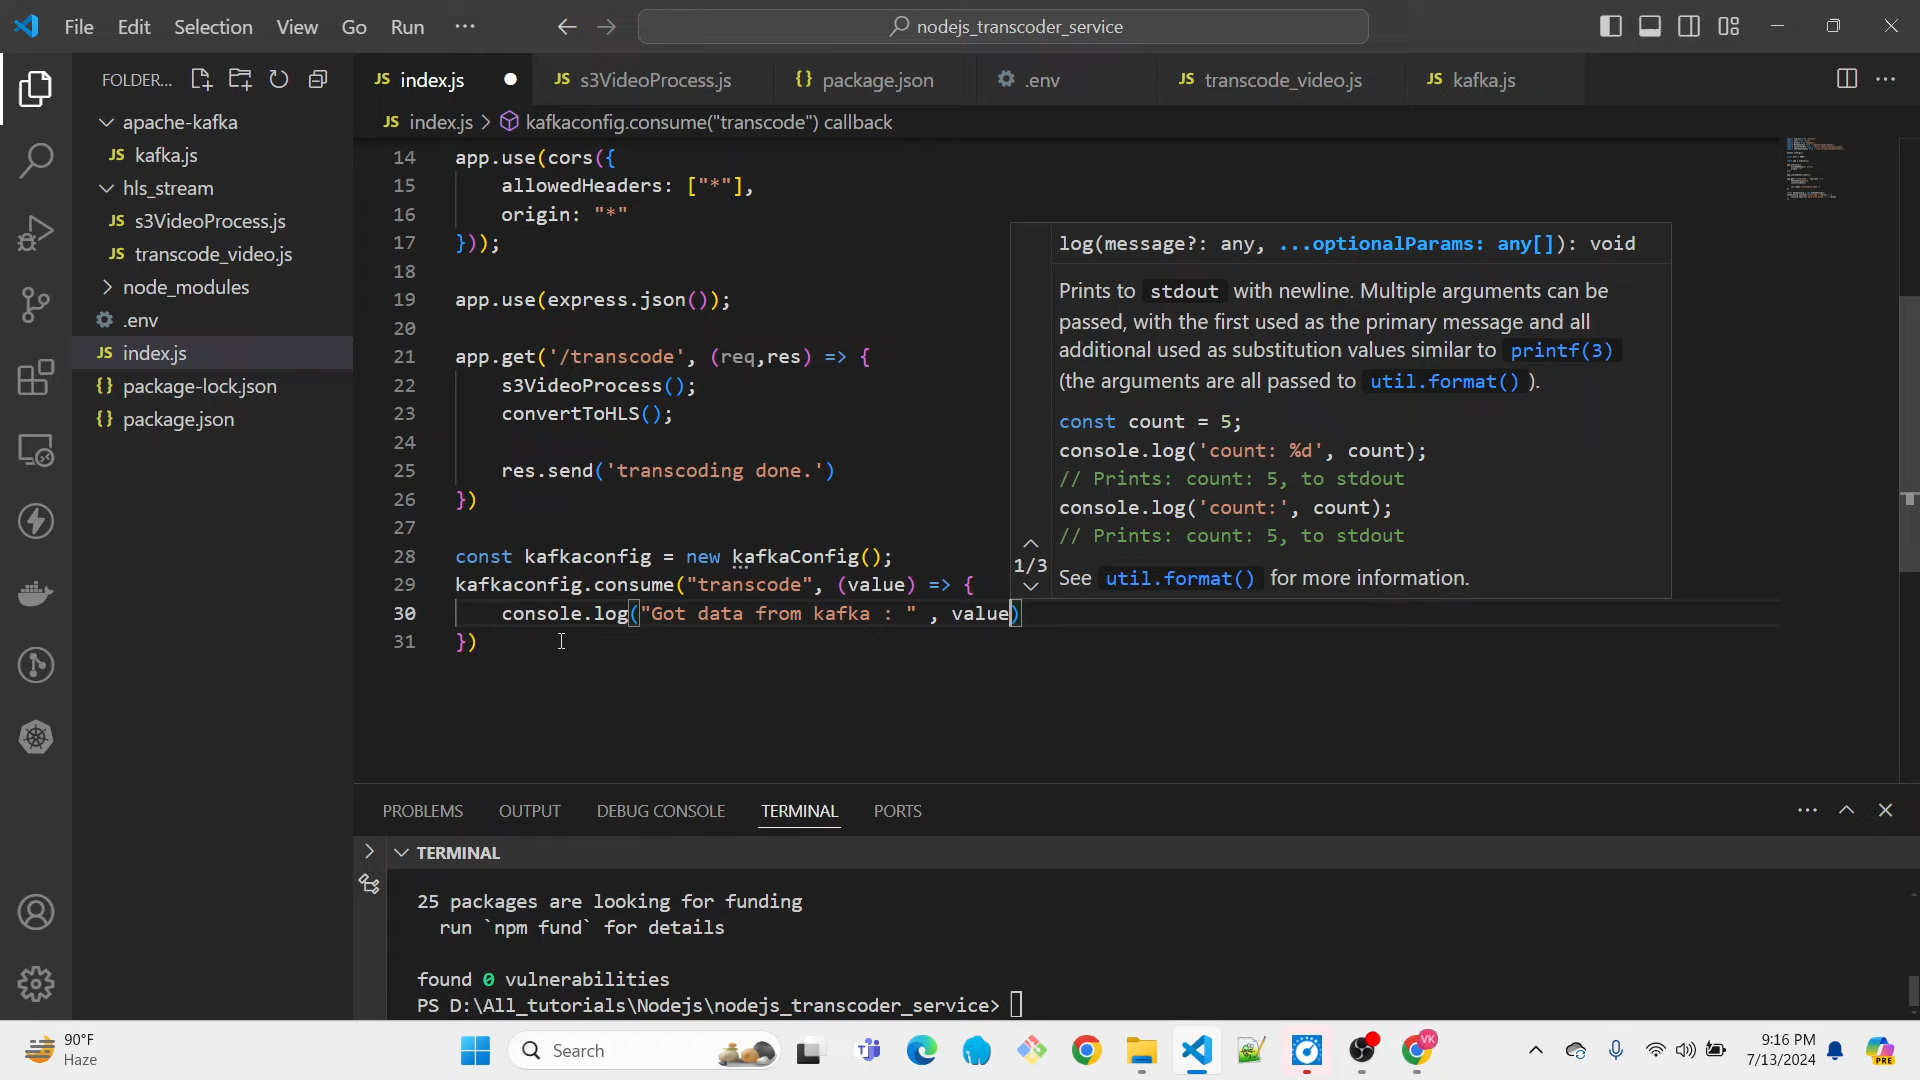 File Edit Selection View Go Run ··· nodejs_transcoder_service
FOLDER...
JS index.js
JS s3VideoProcess.js
{} package.json
.env
JS transcode_video.js
JS kafka.js
JS index.js > kafkaconfig.consume("transcode") callback
apache-kafka
JS kafka.js
hls_stream
JS s3VideoProcess.js
JS transcode_video.js
node_modules
.env
JS index.js
{} package-lock.json
{} package.json
14 app.use(cors({
15 allowedHeaders: ["*"],
16 origin: "*"
17 }));
18
19 app.use(express.json());
20
21 app.get('/transcode', (req,res) => {
22 s3VideoProcess();
23 convertToHLS();
24
25 res.send('transcoding done.')
26 })
27
28 const kafkaconfig = new kafkaConfig();
29 kafkaconfig.consume("transcode", (value) => {
30 console.log("Got data from kafka : " , value)
31 })
log(message?: any, ...optionalParams: any[]): void
Prints to stdout with newline. Multiple arguments can be
passed, with the first used as the primary message and all
additional used as substitution values similar to printf(3)
(the arguments are all passed to util.format() ).
const count = 5;
console.log('count: %d', count);
// Prints: count: 5, to stdout
console.log('count:', count);
// Prints: count: 5, to stdout
1/3
See util.format() for more information.
PROBLEMS OUTPUT DEBUG CONSOLE TERMINAL PORTS
TERMINAL
25 packages are looking for funding
run `npm fund` for details
found 0 vulnerabilities
PS D:\All_tutorials\Nodejs\nodejs_transcoder_service>
90°F
Haze
Search
VK
9:16 PM
7/13/2024
PRE